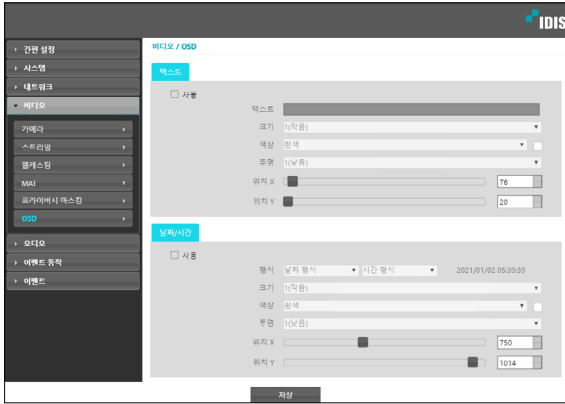 IDIS
간편 설정
시스템
네트워크
비디오
카메라
스트리밍
웹캐스팅
MAT
프라이버시 마스킹
OSD
오디오
이벤트 동작
이벤트
비디오 / OSD
텍스트
사용
텍스트
크기 1(작음)
색상 흰색
투명 1(낮음)
위치 X 76
위치 Y 20
날짜/시간
사용
형식 날짜 형식 시간 형식 2021/01/02 05:39:39
크기 1(작음)
색상 흰색
투명 1(낮음)
위치 X 750
위치 Y 1014
저장